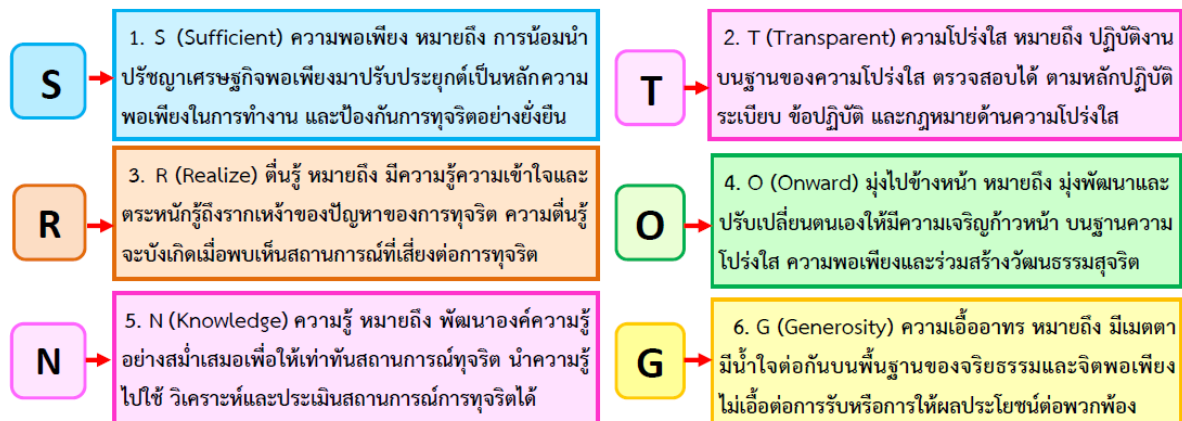 S
1. S (Sufficient) ความพอเพียง หมายถึง การน้อมนำ
ปรัชญาเศรษฐกิจพอเพียงมาปรับประยุกต์เป็นหลักความ
พอเพียงในการทำงาน และป้องกันการทุจริตอย่างยั่งยืน
T
2. T (Transparent) ความโปร่งใส หมายถึง ปฏิบัติงาน
บนฐานของความโปร่งใส ตรวจสอบได้ ตามหลักปฏิบัติ
ระเบียบ ข้อปฏิบัติ และกฎหมายด้านความโปร่งใส
R
3. R (Realize) ตื่นรู้ หมายถึง มีความรู้ความเข้าใจและ
ตระหนักรู้ถึงรากเหง้าของปัญหาของการทุจริต ความตื่นรู้
จะบังเกิดเมื่อพบเห็นสถานการณ์ที่เสี่ยงต่อการทุจริต
O
4. O (Onward) มุ่งไปข้างหน้า หมายถึง มุ่งพัฒนาและ
ปรับเปลี่ยนตนเองให้มีความเจริญก้าวหน้า บนฐานความ
โปร่งใส ความพอเพียงและร่วมสร้างวัฒนธรรมสุจริต
N
5. N (Knowledge) ความรู้ หมายถึง พัฒนาองค์ความรู้
อย่างสม่ำเสมอเพื่อให้เท่าทันสถานการณ์ทุจริต นำความรู้
ไปใช้ วิเคราะห์และประเมินสถานการณ์การทุจริตได้
G
6. G (Generosity) ความเอื้ออาทร หมายถึง มีเมตตา
มีน้ำใจต่อกันบนพื้นฐานของจริยธรรมและจิตพอเพียง
ไม่เอื้อต่อการรับหรือการให้ผลประโยชน์ต่อพวกพ้อง